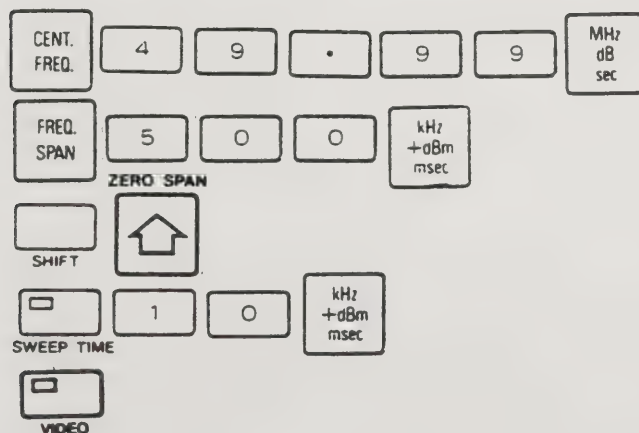 CENT. FREQ. 4 9 . 9 9 MHz dB sec
FREQ. SPAN 5 0 0 kHz +dBm msec
ZERO SPAN
SHIFT
1 0 kHz +dBm msec
SWEEP TIME
VIDEO